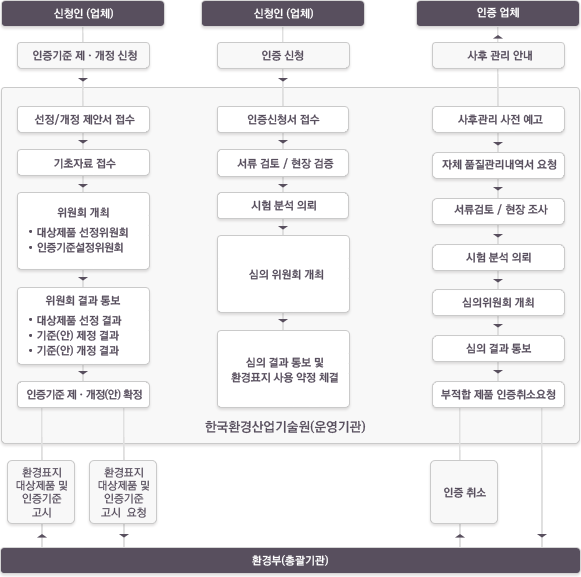 신청인 (업체)
인증기준 제ㆍ개정 신청
선정/개정 제안서 접수
기초자료 접수
위원회 개최
• 대상제품 선정위원회
• 인증기준설정위원회
위원회 결과 통보
• 대상제품 선정 결과
• 기준(안) 제정 결과
• 기준(안) 개정 결과
인증기준 제ㆍ개정(안) 확정
신청인 (업체)
인증 신청
인증신청서 접수
서류 검토 / 현장 검증
시험 분석 의뢰
심의 위원회 개최
심의 결과 통보 및
환경표지 사용 약정 체결
인증 업체
사후 관리 안내
사후관리 사전 예고
자체 품질관리내역서 요청
서류검토 / 현장 조사
시험 분석 의뢰
심의위원회 개최
심의 결과 통보
부적합 제품 인증취소요청
한국환경산업기술원(운영기관)
환경표지
대상제품 및
인증기준
고시
환경표지
대상제품 및
인증기준
고시 요청
인증 취소
환경부(총괄기관)